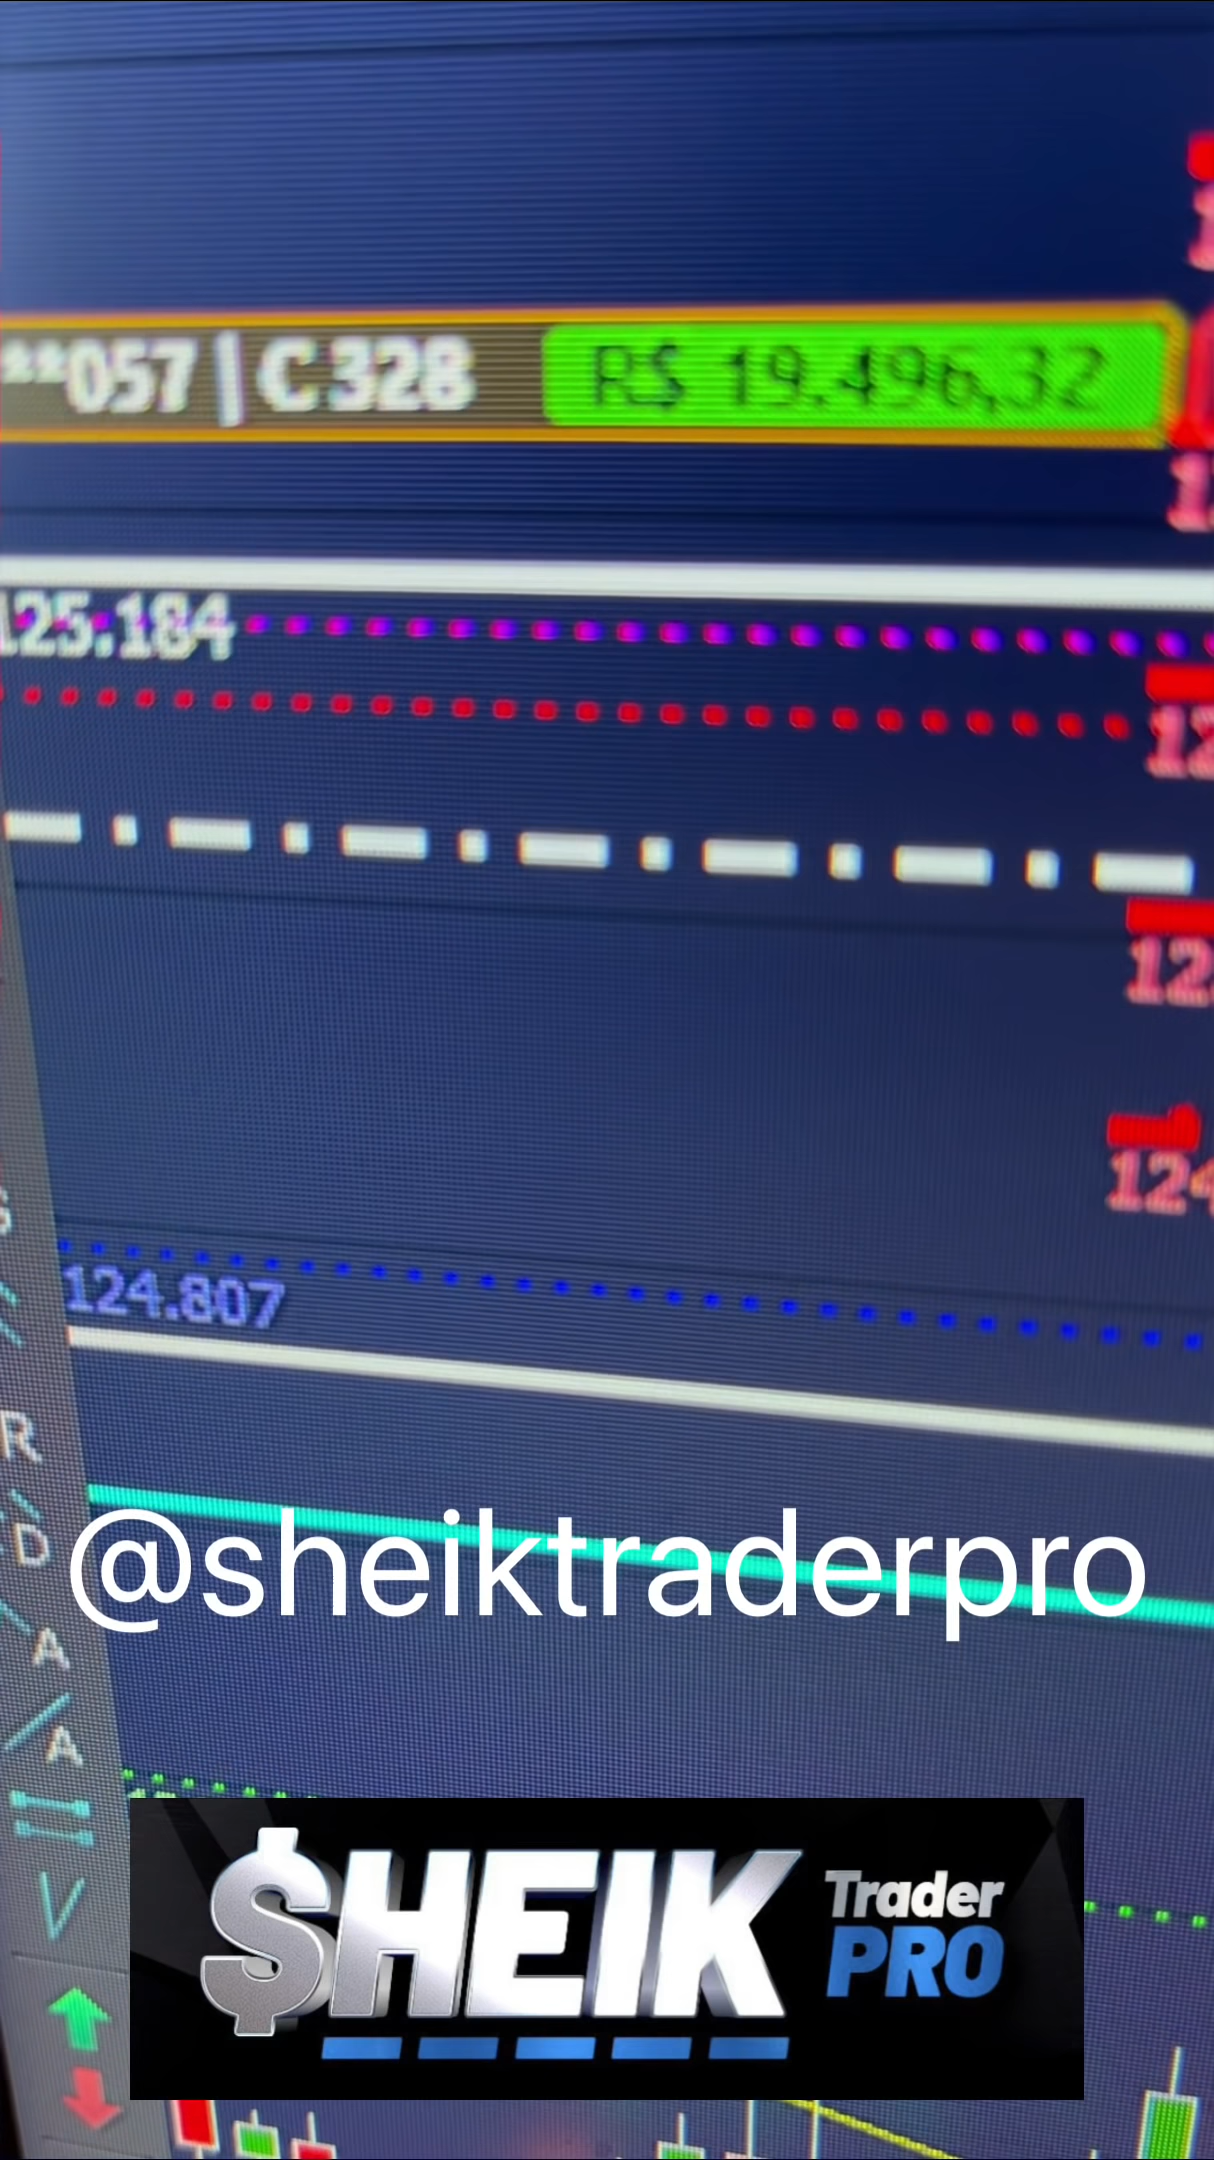 **057 | C 328 R$ 19.496,32
125.184
124.807
R
D
@sheiktraderpro
A
A
$HEIK Trader
PRO